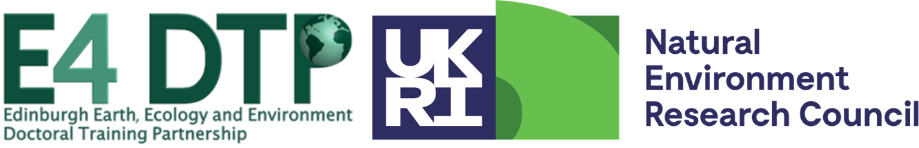 E4 DTP
Edinburgh Earth, Ecology and Environment
Doctoral Training Partnership
UK
RI
Natural
Environment
Research Council